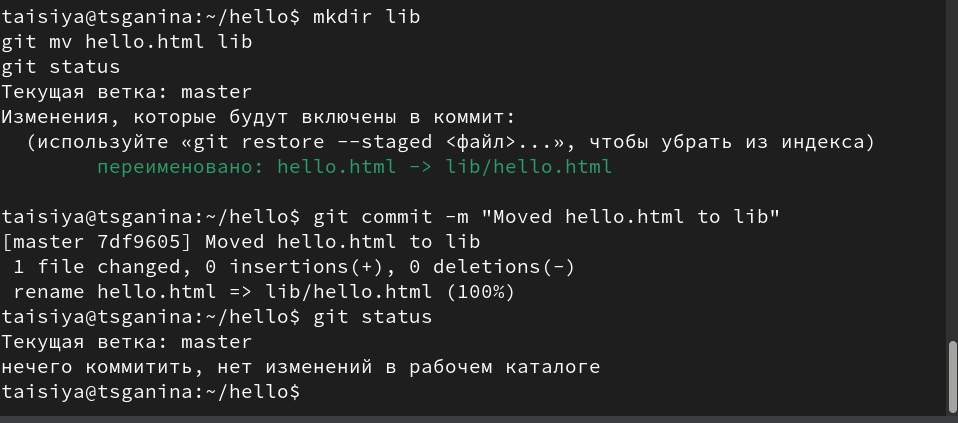 taisiya@tsganina:~/hello$ mkdir lib
git mv hello.html lib
git status
Текущая ветка: master
Изменения, которые будут включены в коммит:
  (используйте «git restore --staged <файл>...», чтобы убрать из индекса)
        переименовано: hello.html -> lib/hello.html

taisiya@tsganina:~/hello$ git commit -m "Moved hello.html to lib"
[master 7df9605] Moved hello.html to lib
 1 file changed, 0 insertions(+), 0 deletions(-)
 rename hello.html => lib/hello.html (100%)
taisiya@tsganina:~/hello$ git status
Текущая ветка: master
нечего коммитить, нет изменений в рабочем каталоге
taisiya@tsganina:~/hello$